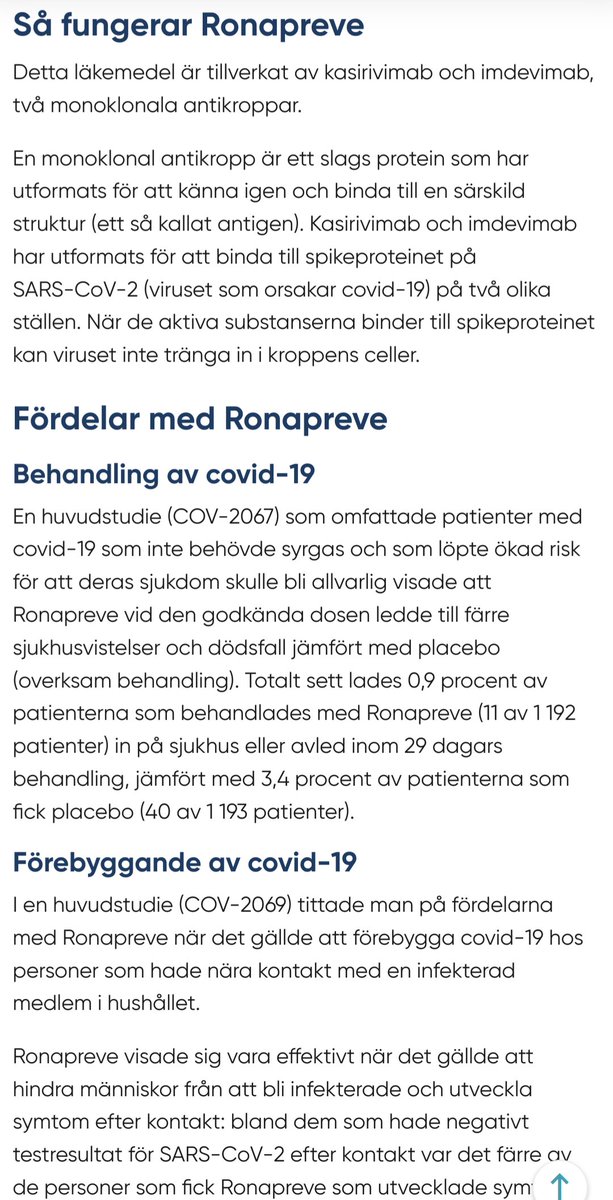 Så fungerar Ronapreve
Detta läkemedel är tillverkat av kasirivimab och imdevimab,
två monoklonala antikroppar.
En monoklonal antikropp är ett slags protein som har
utformats för att känna igen och binda till en särskild
struktur (ett så kallat antigen). Kasirivimab och imdevimab
har utformats för att binda till spikeproteinet på
SARS-CoV-2 (viruset som orsakar covid-19) på två olika
ställen. När de aktiva substanserna binder till spikeproteinet
kan viruset inte tränga in i kroppens celler.
Fördelar med Ronapreve
Behandling av covid-19
En huvudstudie (COV-2067) som omfattade patienter med
covid-19 som inte behövde syrgas och som löpte ökad risk
för att deras sjukdom skulle bli allvarlig visade att
Ronapreve vid den godkända dosen ledde till färre
sjukhusvistelser och dödsfall jämfört med placebo
(overksam behandling). Totalt sett lades 0,9 procent av
patienterna som behandlades med Ronapreve (11 av 1 192
patienter) in på sjukhus eller avled inom 29 dagars
behandling, jämfört med 3,4 procent av patienterna som
fick placebo (40 av 1 193 patienter).
Förebyggande av covid-19
I en huvudstudie (COV-2069) tittade man på fördelarna
med Ronapreve när det gällde att förebygga covid-19 hos
personer som hade nära kontakt med en infekterad
medlem i hushållet.
Ronapreve visade sig vara effektivt när det gällde att
hindra människor från att bli infekterade och utveckla
symtom efter kontakt: bland dem som hade negativt
testresultat för SARS-CoV-2 efter kontakt var det färre av
de personer som fick Ronapreve som utvecklade